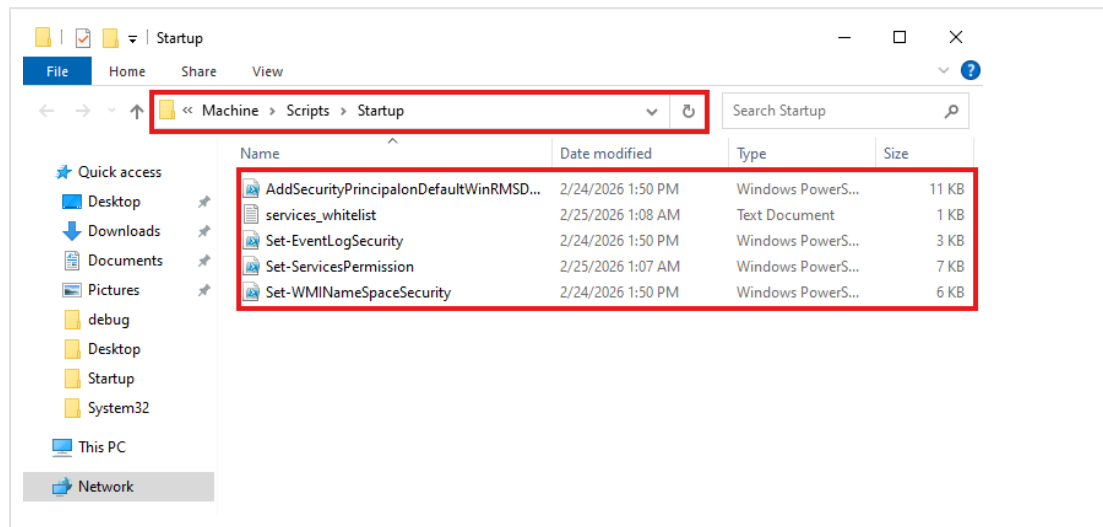 Startup
File Home Share View
« Machine > Scripts > Startup
Search Startup
Name Date modified Type Size
Quick access
Desktop
Downloads
Documents
Pictures
debug
Desktop
Startup
System32
This PC
Network
AddSecurityPrincipalonDefaultWinRMSD... 2/24/2026 1:50 PM Windows PowerS... 11 KB
services_whitelist 2/25/2026 1:08 AM Text Document 1 KB
Set-EventLogSecurity 2/24/2026 1:50 PM Windows PowerS... 3 KB
Set-ServicesPermission 2/25/2026 1:07 AM Windows PowerS... 7 KB
Set-WMINameSpaceSecurity 2/24/2026 1:50 PM Windows PowerS... 6 KB